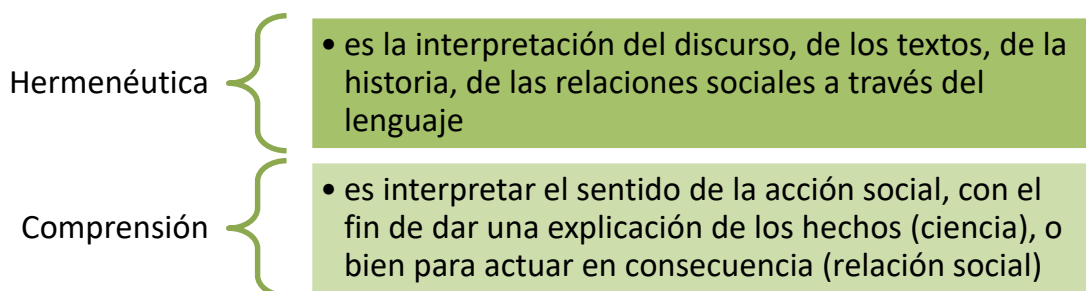 Hermenéutica
• es la interpretación del discurso, de los textos, de la
historia, de las relaciones sociales a través del
lenguaje
Comprensión
• es interpretar el sentido de la acción social, con el
fin de dar una explicación de los hechos (ciencia), o
bien para actuar en consecuencia (relación social)